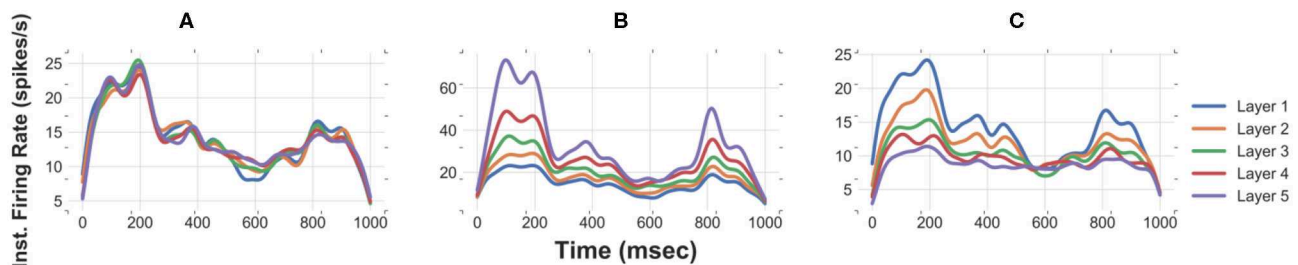 A B C
Inst. Firing Rate (spikes/s)
25
20
15
10
5
0 200 400 600 800 1000
60
40
20
0 200 400 600 800 1000
25
20
15
10
5
0 200 400 600 800 1000
Time (msec)
Layer 1
Layer 2
Layer 3
Layer 4
Layer 5